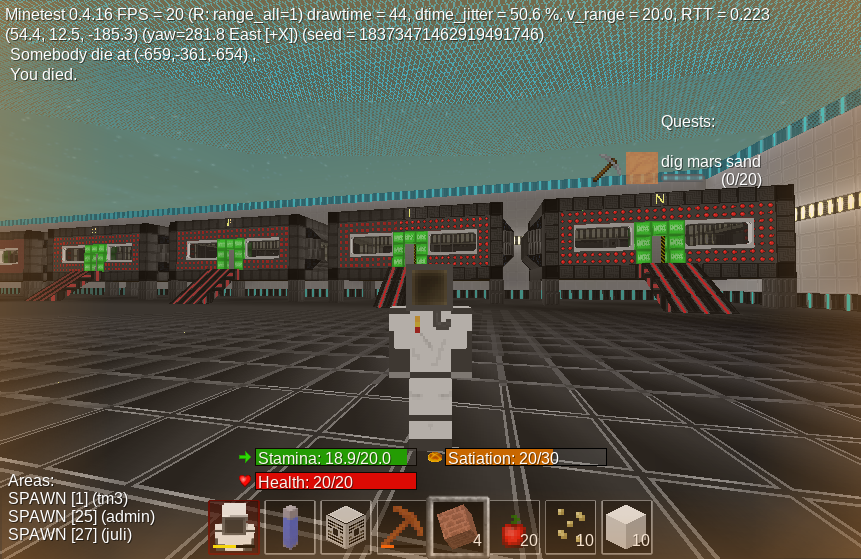 Minetest 0.4.16 FPS = 20 (R: range_all=1) drawtime = 44, dtime_jitter = 50.6 %, v_range = 20.0, RTT = 0.223
(54.4, 12.5, -185.3) (yaw=281.8 East [+X]) (seed = 18373471462919491746)
Somebody die at (-659,-361,-654) ,
You died.
Quests:
dig mars sand
(0/20)
N
Stamina: 18.9/20.0
Satiation: 20/30
Health: 20/20
Areas:
SPAWN [1] (tm3)
SPAWN [25] (admin)
SPAWN [27] (juli)
4
20
10
10